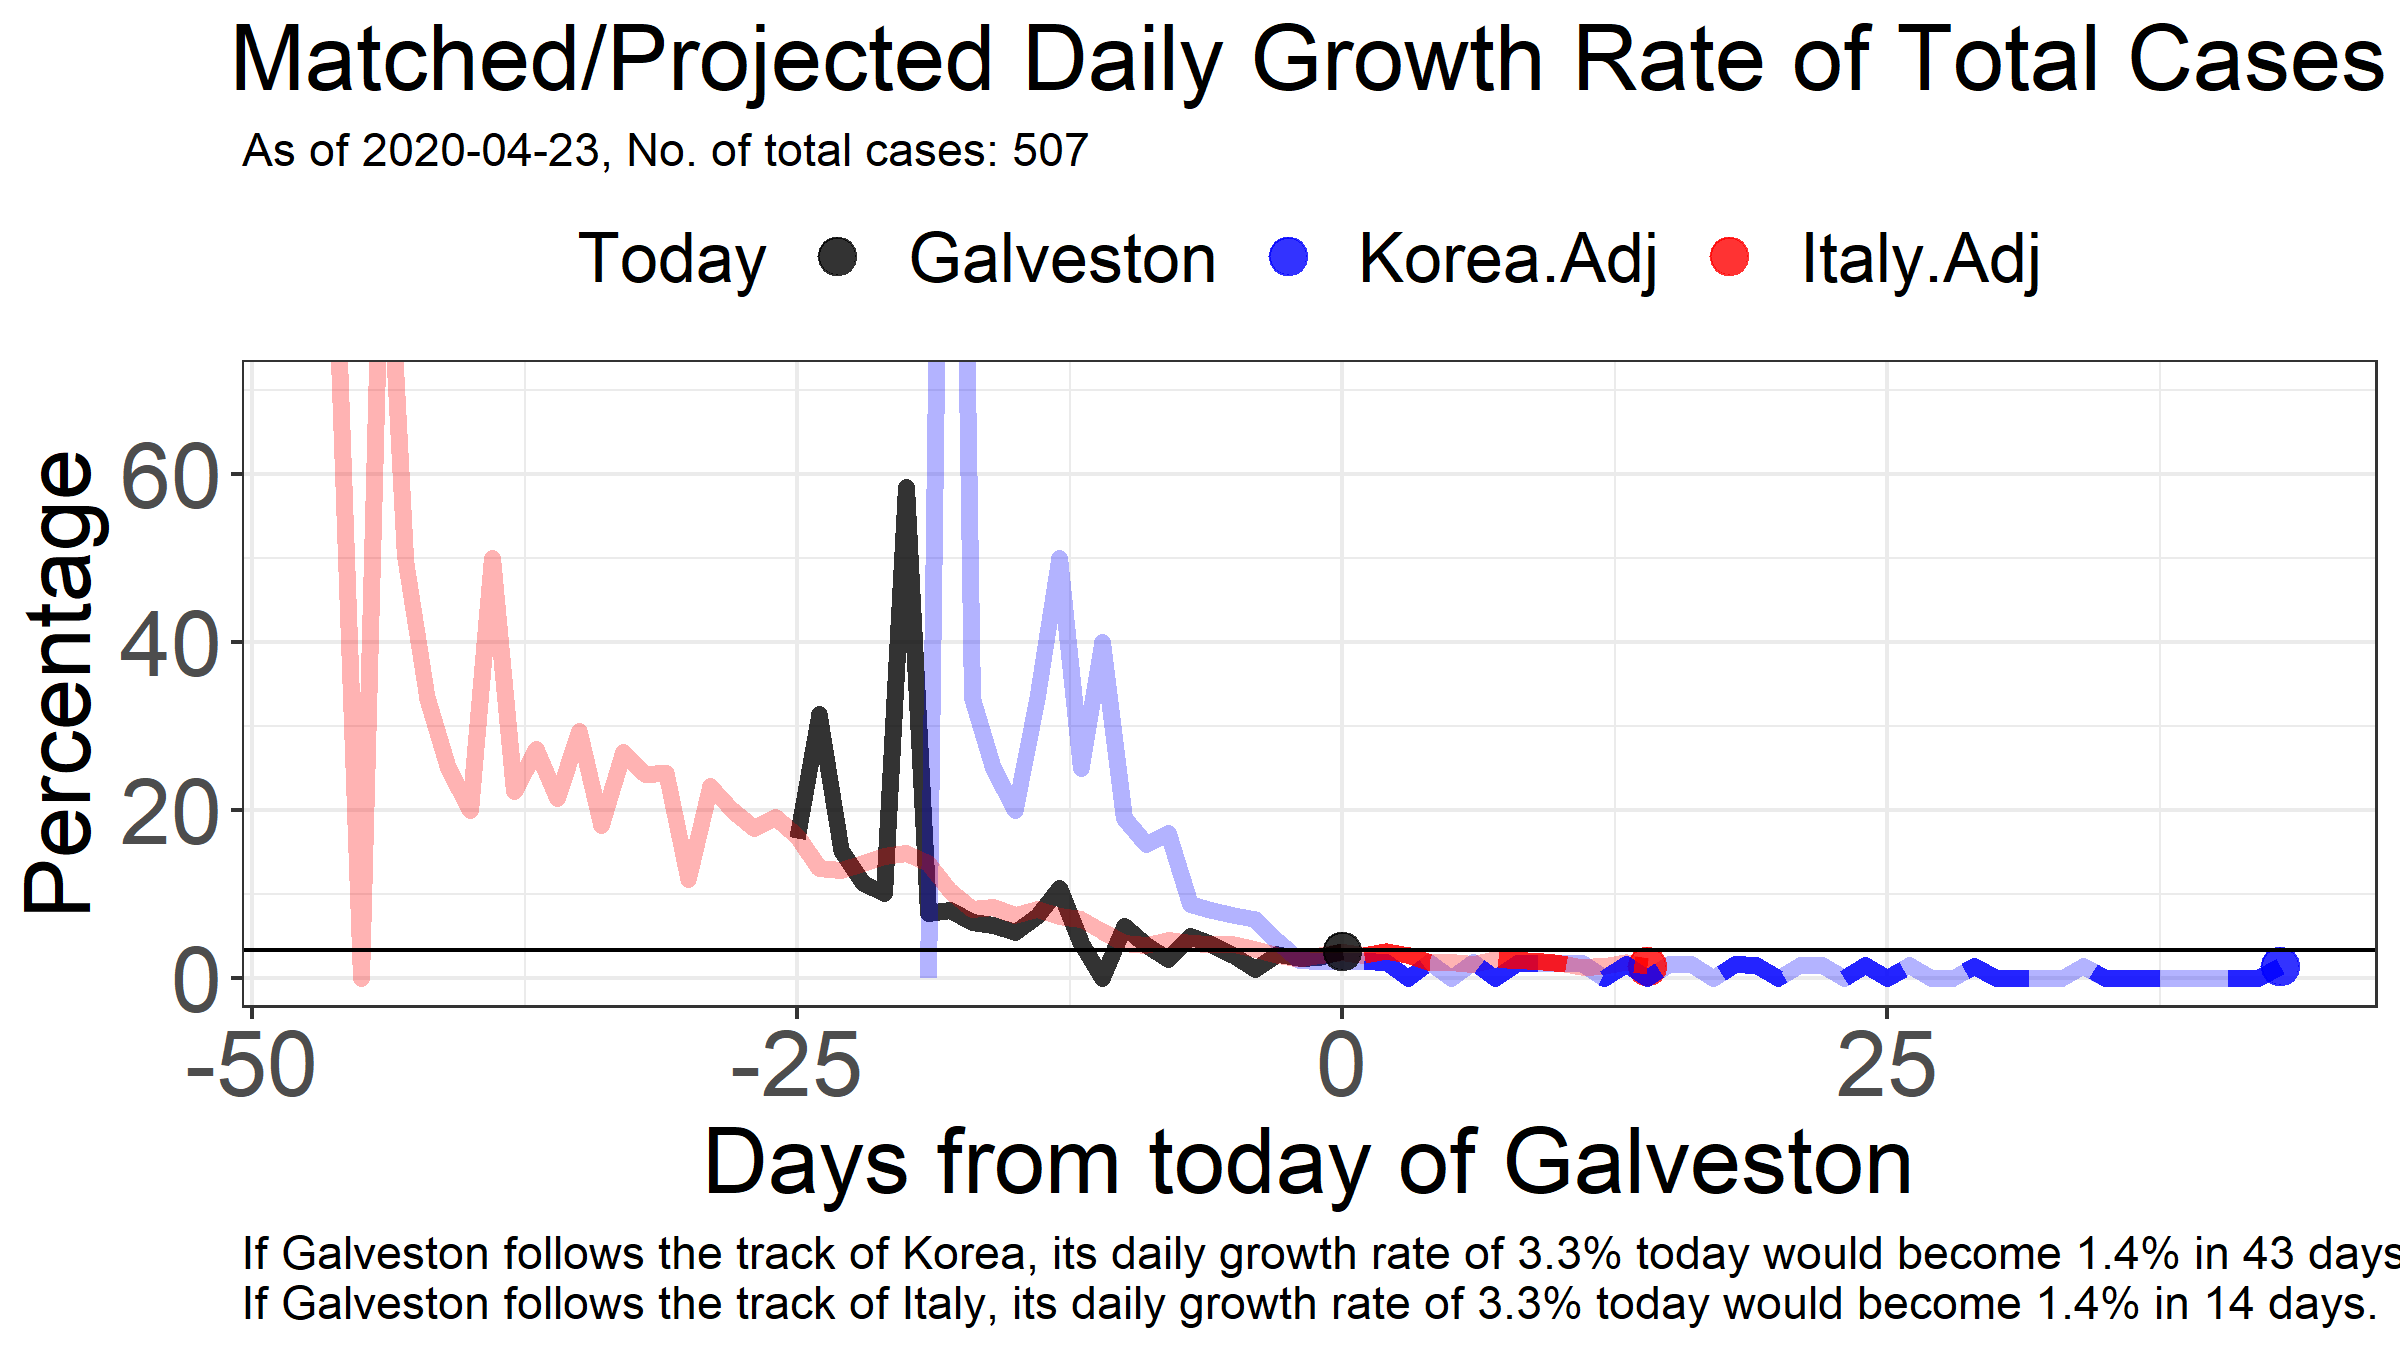 Matched/Projected Daily Growth Rate of Total Cases
As of 2020-04-23, No. of total cases: 507
Today Galveston Korea.Adj Italy.Adj
Percentage
60
40
20
0
-50 -25 0 25
Days from today of Galveston
If Galveston follows the track of Korea, its daily growth rate of 3.3% today would become 1.4% in 43 days
If Galveston follows the track of Italy, its daily growth rate of 3.3% today would become 1.4% in 14 days.